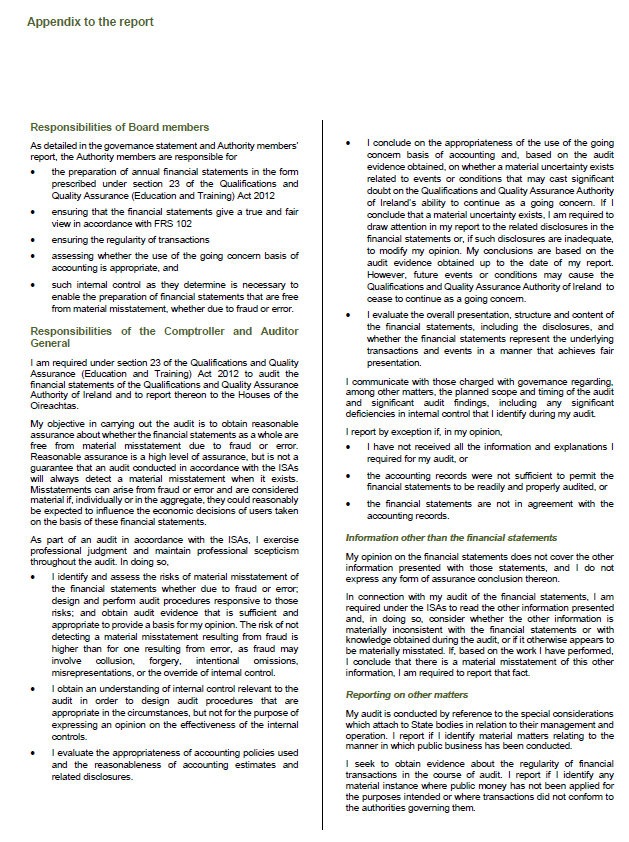 Appendix to the report
Responsibilities of Board members
As detailed in the governance statement and Authority members'
report, the Authority members are responsible for
• the preparation of annual financial statements in the form
prescribed under section 23 of the Qualifications and
Quality Assurance (Education and Training) Act 2012
• ensuring that the financial statements give a true and fair
view in accordance with FRS 102
• ensuring the regularity of transactions
• assessing whether the use of the going concern basis of
accounting is appropriate, and
• such internal control as they determine is necessary to
enable the preparation of financial statements that are free
from material misstatement, whether due to fraud or error.
Responsibilities of the Comptroller and Auditor
General
I am required under section 23 of the Qualifications and Quality
Assurance (Education and Training) Act 2012 to audit the
financial statements of the Qualifications and Quality Assurance
Authority of Ireland and to report thereon to the Houses of the
Oireachtas.
My objective in carrying out the audit is to obtain reasonable
assurance about whether the financial statements as a whole are
free from material misstatement due to fraud or error.
Reasonable assurance is a high level of assurance, but is not a
guarantee that an audit conducted in accordance with the ISAs
will always detect a material misstatement when it exists.
Misstatements can arise from fraud or error and are considered
material if, individually or in the aggregate, they could reasonably
be expected to influence the economic decisions of users taken
on the basis of these financial statements.
As part of an audit in accordance with the ISAs, I exercise
professional judgment and maintain professional scepticism
throughout the audit. In doing so,
• I identify and assess the risks of material misstatement of
the financial statements whether due to fraud or error;
design and perform audit procedures responsive to those
risks; and obtain audit evidence that is sufficient and
appropriate to provide a basis for my opinion. The risk of not
detecting a material misstatement resulting from fraud is
higher than for one resulting from error, as fraud may
involve collusion, forgery, intentional omissions,
misrepresentations, or the override of internal control.
• I obtain an understanding of internal control relevant to the
audit in order to design audit procedures that are
appropriate in the circumstances, but not for the purpose of
expressing an opinion on the effectiveness of the internal
controls.
• I evaluate the appropriateness of accounting policies used
and the reasonableness of accounting estimates and
related disclosures.
• I conclude on the appropriateness of the use of the going
concern basis of accounting and, based on the audit
evidence obtained, on whether a material uncertainty exists
related to events or conditions that may cast significant
doubt on the Qualifications and Quality Assurance Authority
of Ireland's ability to continue as a going concern. If I
conclude that a material uncertainty exists, I am required to
draw attention in my report to the related disclosures in the
financial statements or, if such disclosures are inadequate,
to modify my opinion. My conclusions are based on the
audit evidence obtained up to the date of my report.
However, future events or conditions may cause the
Qualifications and Quality Assurance Authority of Ireland to
cease to continue as a going concern.
• I evaluate the overall presentation, structure and content of
the financial statements, including the disclosures, and
whether the financial statements represent the underlying
transactions and events in a manner that achieves fair
presentation.
I communicate with those charged with governance regarding,
among other matters, the planned scope and timing of the audit
and significant audit findings, including any significant
deficiencies in internal control that I identify during my audit.
I report by exception if, in my opinion,
• I have not received all the information and explanations I
required for my audit, or
• the accounting records were not sufficient to permit the
financial statements to be readily and properly audited, or
• the financial statements are not in agreement with the
accounting records.
Information other than the financial statements
My opinion on the financial statements does not cover the other
information presented with those statements, and I do not
express any form of assurance conclusion thereon.
In connection with my audit of the financial statements, I am
required under the ISAs to read the other information presented
and, in doing so, consider whether the other information is
materially inconsistent with the financial statements or with
knowledge obtained during the audit, or if it otherwise appears to
be materially misstated. If, based on the work I have performed,
I conclude that there is a material misstatement of this other
information, I am required to report that fact.
Reporting on other matters
My audit is conducted by reference to the special considerations
which attach to State bodies in relation to their management and
operation. I report if I identify material matters relating to the
manner in which public business has been conducted.
I seek to obtain evidence about the regularity of financial
transactions in the course of audit. I report if I identify any
material instance where public money has not been applied for
the purposes intended or where transactions did not conform to
the authorities governing them.